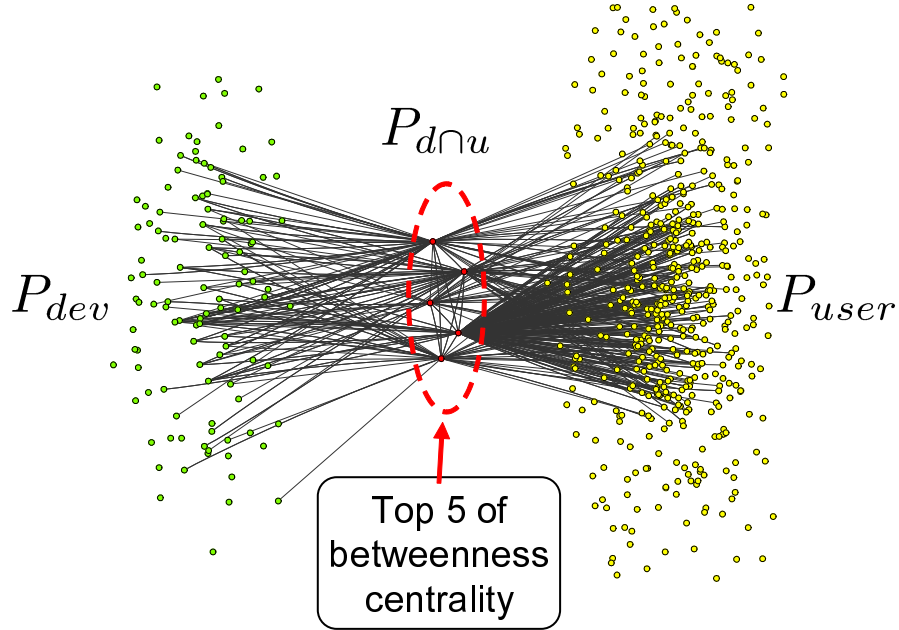 P_{d∩u}
P_{dev}
P_{user}
Top 5 of
betweenness
centrality